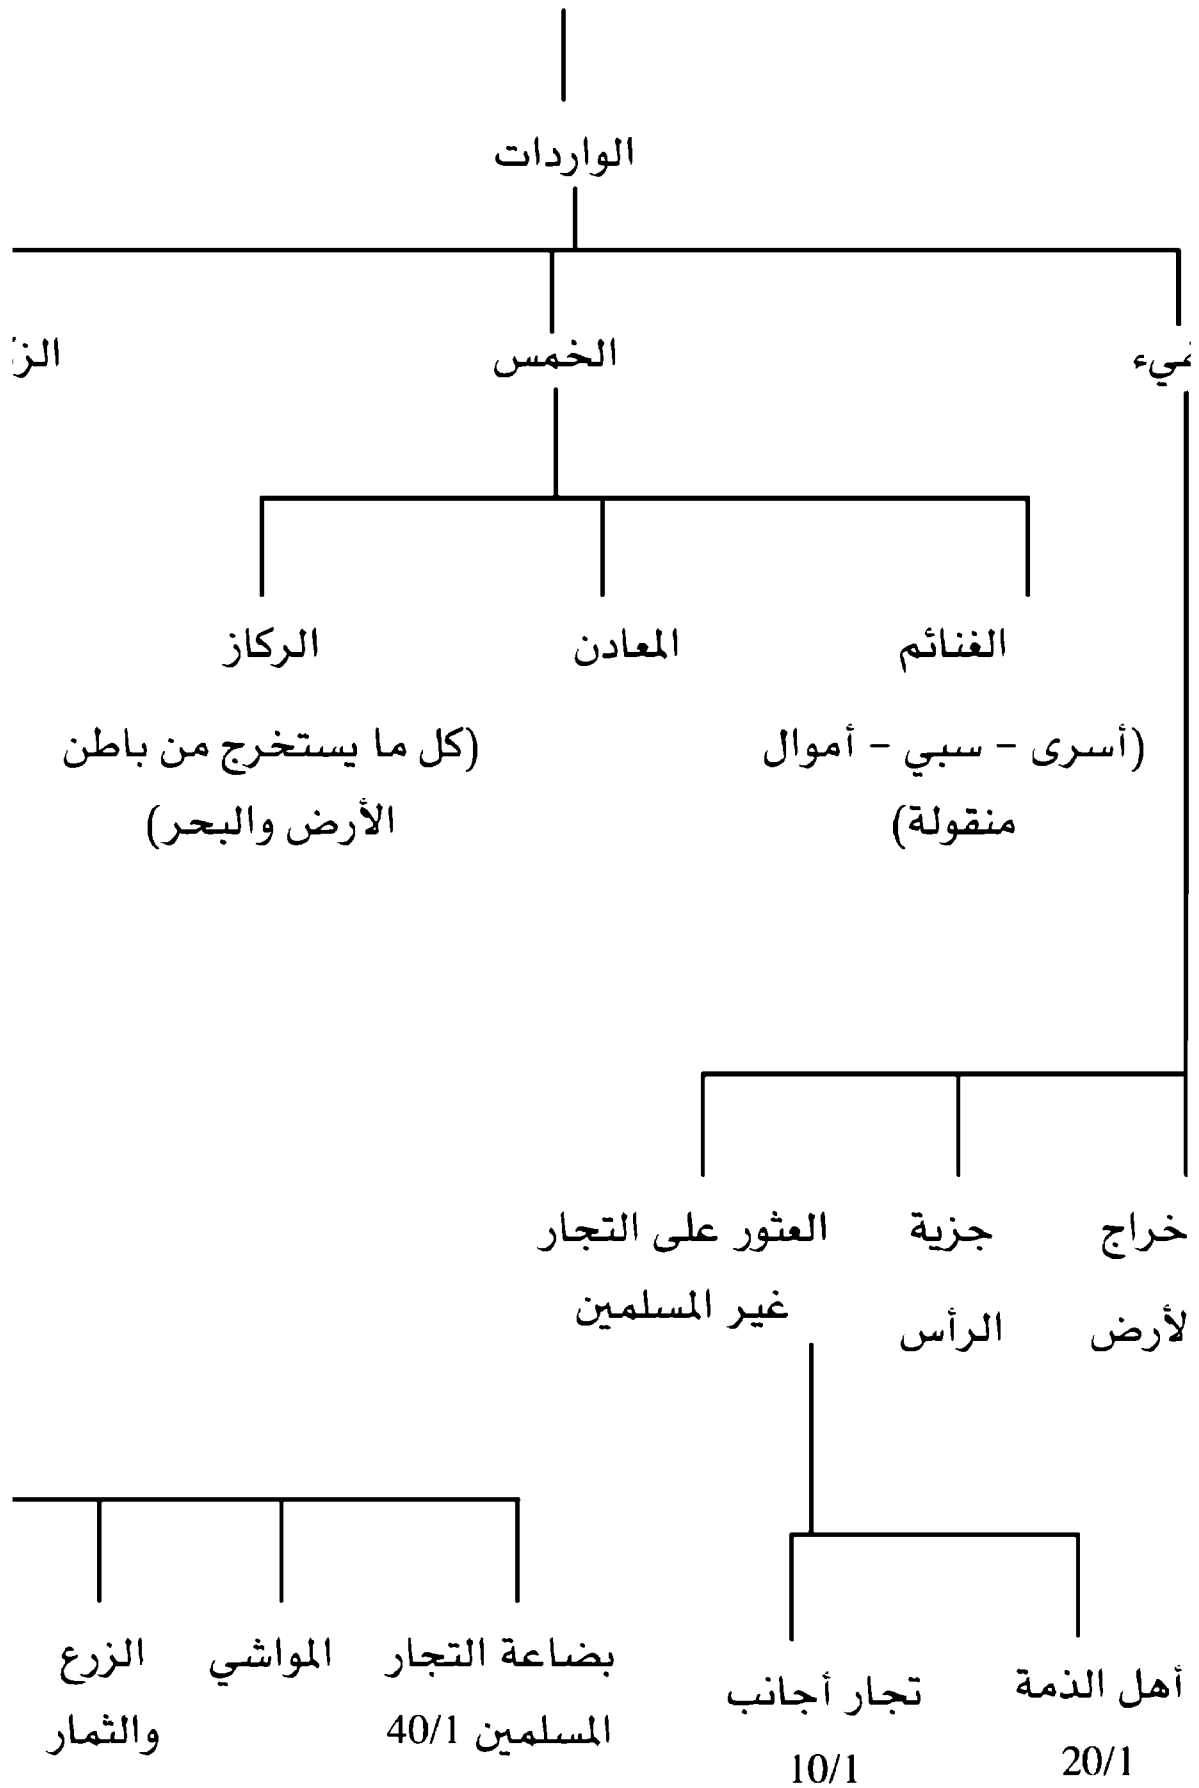 الواردات
الخمس
الغنائم
المعادن
الركاز
(أسرى – سبي – أموال
منقولة)
(كل ما يستخرج من باطن
الأرض والبحر)
خراج
لأرض
جزية
الرأس
العثور على التجار
غير المسلمين
أهل الذمة
20/1
تجار أجانب
10/1
بضاعة التجار
المسلمين 40/1
المواشي
الزرع
والثمار